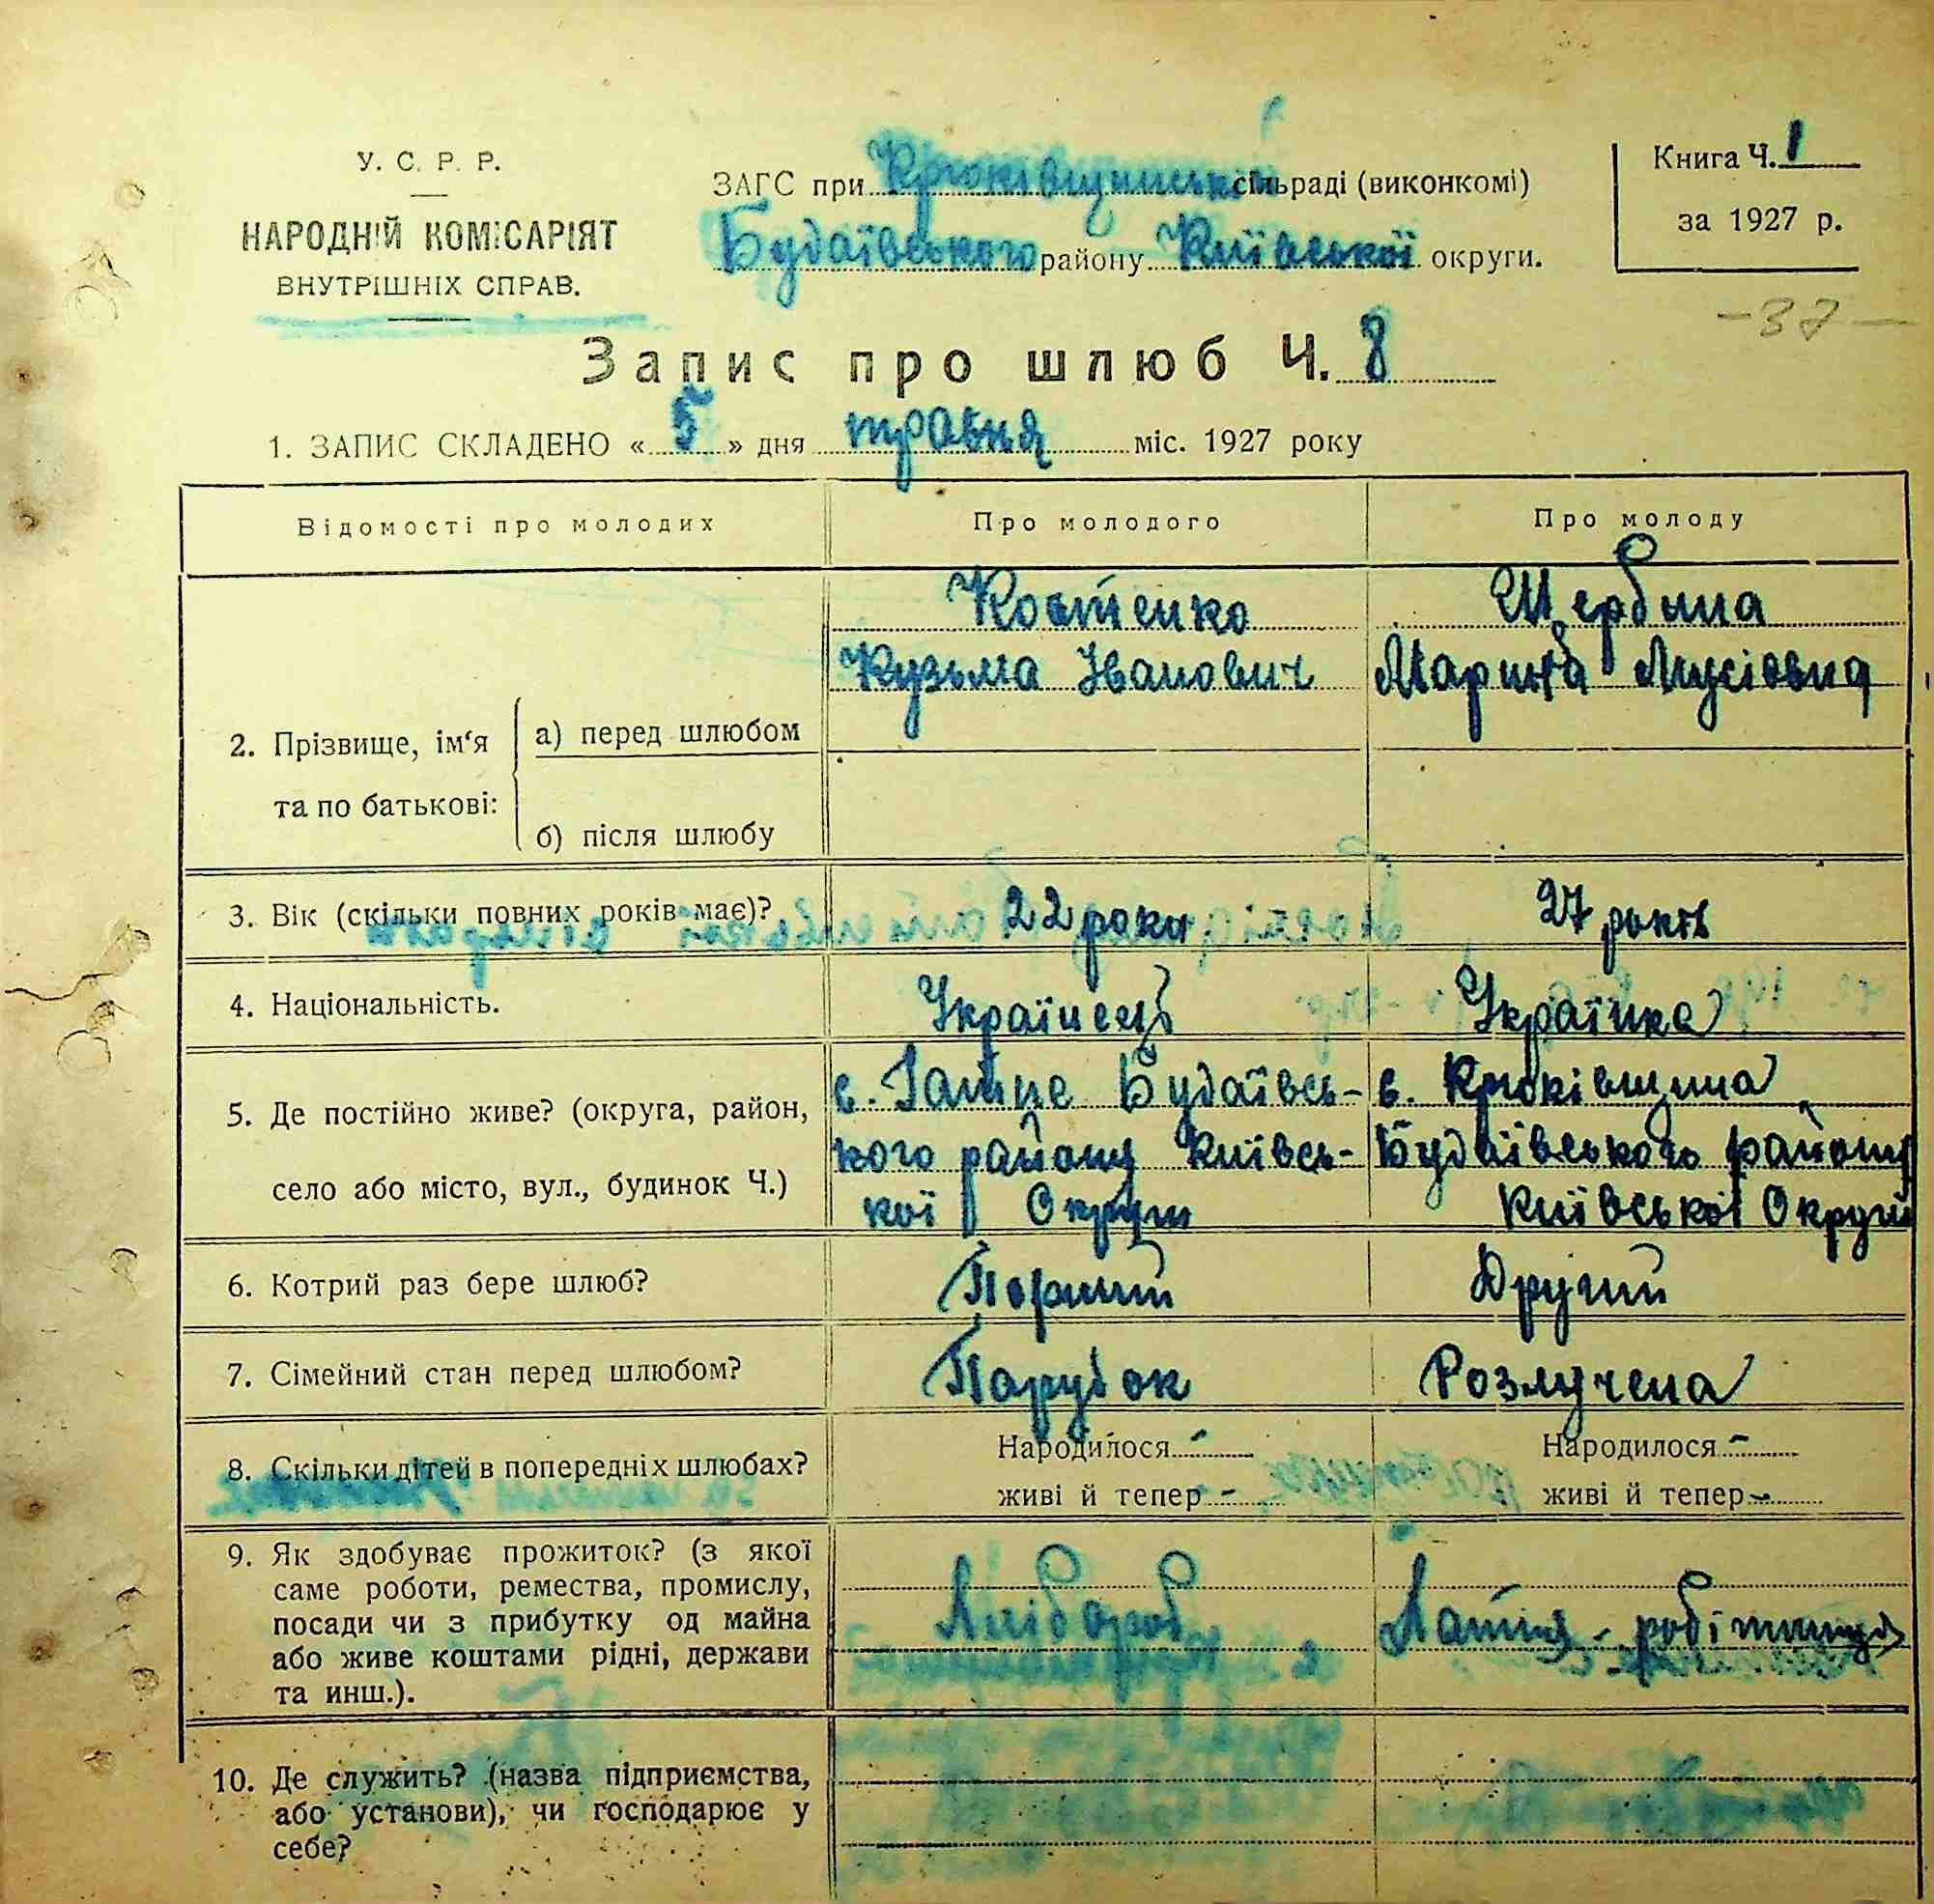 У. С. Р. Р.
НАРОДНІЙ КОМІСАРІЯТ
ВНУТРІШНІХ СПРАВ.
ЗАГС при Крюківщинській сільраді (виконкомі)
Будаївського району Київської округи.
Книга Ч. 1
за 1927 р.
-37-
Запис про шлюб Ч. 8
1. ЗАПИС СКЛАДЕНО « 5 » дня травня міс. 1927 року
Відомості про молодих
Про молодого
Про молоду
2. Прізвище, ім‘я
та по батькові:
а) перед шлюбом
б) після шлюбу
Костенко
Кузьма Іванович
Щербина
Марина Мусіовна
3. Вік (скільки повних років має)?
22 роки
27 років
4. Національність.
Українець
Українка
5. Де постійно живе? (округа, район,
село або місто, вул., будинок Ч.)
с. Гатне Будаївсь-
кого району Київсь-
кої Округи
с. Крюківщина
Будаївського району
Київської Округи
6. Котрий раз бере шлюб?
Перший
Другий
7. Сімейний стан перед шлюбом?
Парубок
Розлучена
8. Скільки дітей в попередніх шлюбах?
Народилося -
живі й тепер -
Народилося -
живі й тепер -
9. Як здобуває прожиток? (з якої
саме роботи, ремества, промислу,
посади чи з прибутку од майна
або живе коштами рідні, держави
та инш.).
Хлібороб
робітниця
10. Де служить? (назва підприємства,
або установи), чи господарює у
себе?